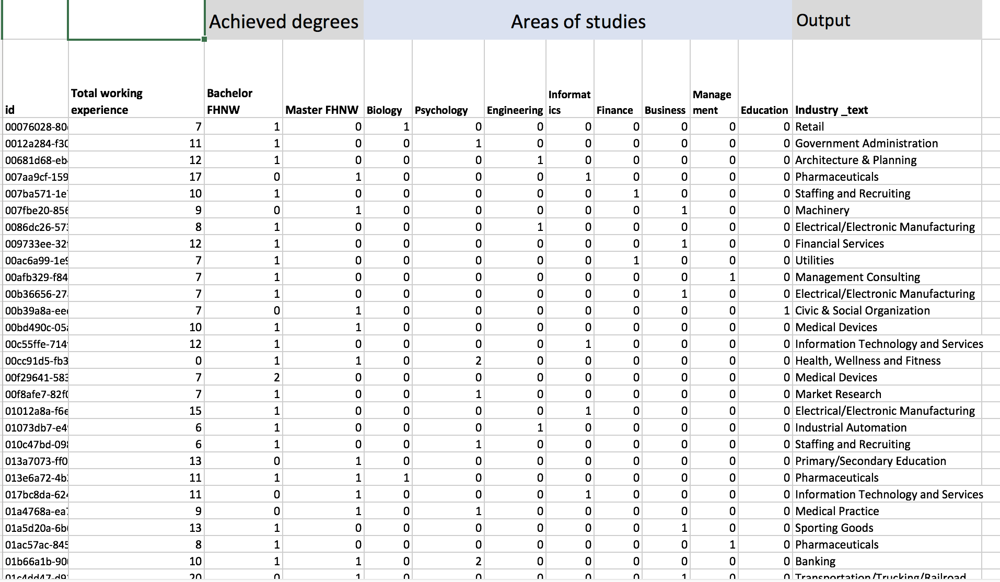 Achieved degrees Areas of studies Output
id Total working experience Bachelor FHNW Master FHNW Biology Psychology Engineering Informatics Finance Business Management Education Industry _text
00076028-80 7 1 0 1 0 0 0 0 0 0 0 Retail
0012a284-f30 11 1 0 0 1 0 0 0 0 0 0 Government Administration
00681d68-eb 12 1 0 0 0 1 0 0 0 0 0 Architecture & Planning
007aa9cf-159 17 0 1 0 0 0 1 0 0 0 0 Pharmaceuticals
007ba571-1e 10 1 0 0 0 0 0 1 0 0 0 Staffing and Recruiting
007fbe20-856 9 0 1 0 0 0 0 0 1 0 0 Machinery
0086dc26-57 8 1 0 0 0 1 0 0 0 0 0 Electrical/Electronic Manufacturing
009733ee-32 12 1 0 0 0 0 0 0 1 0 0 Financial Services
00ac6a99-1e9 7 1 0 0 0 0 0 1 0 0 0 Utilities
00afb329-f84 7 1 0 0 0 0 0 0 0 1 0 Management Consulting
00b36656-27 7 1 0 0 0 0 0 0 1 0 0 Electrical/Electronic Manufacturing
00b39a8a-ee 7 0 1 0 0 0 0 0 0 0 1 Civic & Social Organization
00bd490c-05 10 1 1 0 0 0 0 0 0 0 0 Medical Devices
00c55ffe-714 12 1 0 0 0 0 1 0 0 0 0 Information Technology and Services
00cc91d5-fb3 0 1 1 0 2 0 0 0 0 0 0 Health, Wellness and Fitness
00f29641-583 7 2 0 0 0 0 0 0 0 0 0 Medical Devices
00f8afe7-82f 7 1 0 0 1 0 0 0 0 0 0 Market Research
01012a8a-f6e 15 1 0 0 0 0 1 0 0 0 0 Electrical/Electronic Manufacturing
01073db7-e4 6 1 0 0 0 1 0 0 0 0 0 Industrial Automation
010c47bd-09 6 1 0 0 1 0 0 0 0 0 0 Staffing and Recruiting
013a7073-ff0 13 0 1 0 0 0 0 0 0 0 0 Primary/Secondary Education
013e6a72-4b 11 1 1 1 0 0 0 0 0 0 0 Pharmaceuticals
017bc8da-62 11 0 1 0 0 0 1 0 0 0 0 Information Technology and Services
01a4768a-ea 9 0 1 0 1 0 0 0 0 0 0 Medical Practice
01a5d20a-6b 13 1 0 0 0 0 0 0 1 0 0 Sporting Goods
01ac57ac-845 8 1 0 0 0 0 0 0 0 1 0 Pharmaceuticals
01b66a1b-90 10 1 1 0 2 0 0 0 0 0 0 Banking
01c4dd47-d9 20 0 1 0 0 0 0 0 1 0 0 Transportation/Trucking/Railroad